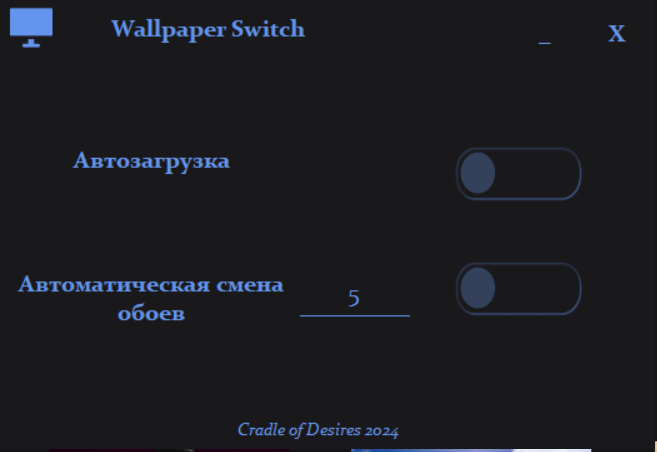 Wallpaper Switch
_
X
Автозагрузка
Автоматическая смена
обоев
5
Cradle of Desires 2024